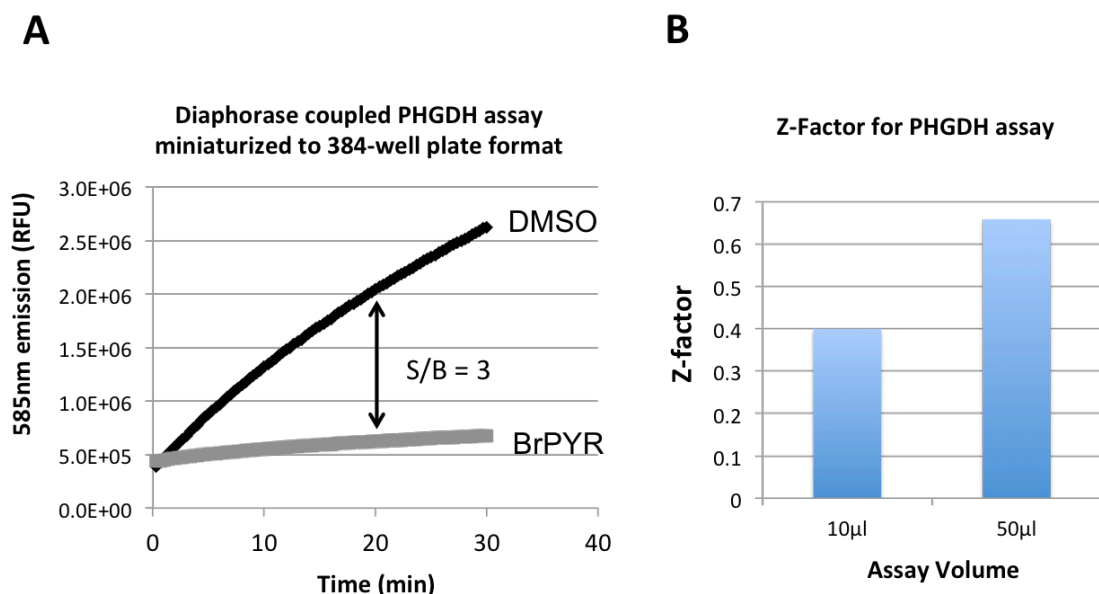 A
Diaphorase coupled PHGDH assay
miniaturized to 384-well plate format
585nm emission (RFU)
3.0E+06
2.5E+06
2.0E+06
1.5E+06
1.0E+06
5.0E+05
0.0E+00
DMSO
S/B = 3
BrPYR
0 10 20 30 40
Time (min)
B
Z-Factor for PHGDH assay
Z-factor
0.7
0.6
0.5
0.4
0.3
0.2
0.1
0
10µl 50µl
Assay Volume